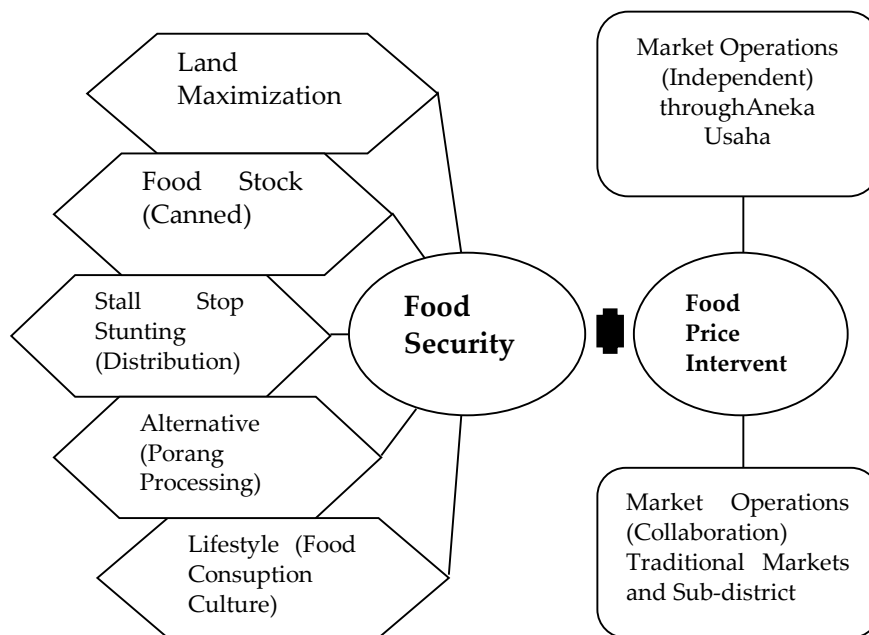 Land
Maximization
Food Stock
(Canned)
Stall Stop
Stunting
(Distribution)
Alternative
(Porang
Processing)
Lifestyle (Food
Consuption
Culture)
Food
Security
Market Operations
(Independent)
throughAneka
Usaha
Food
Price
Intervent
Market Operations
(Collaboration)
Traditional Markets
and Sub-district